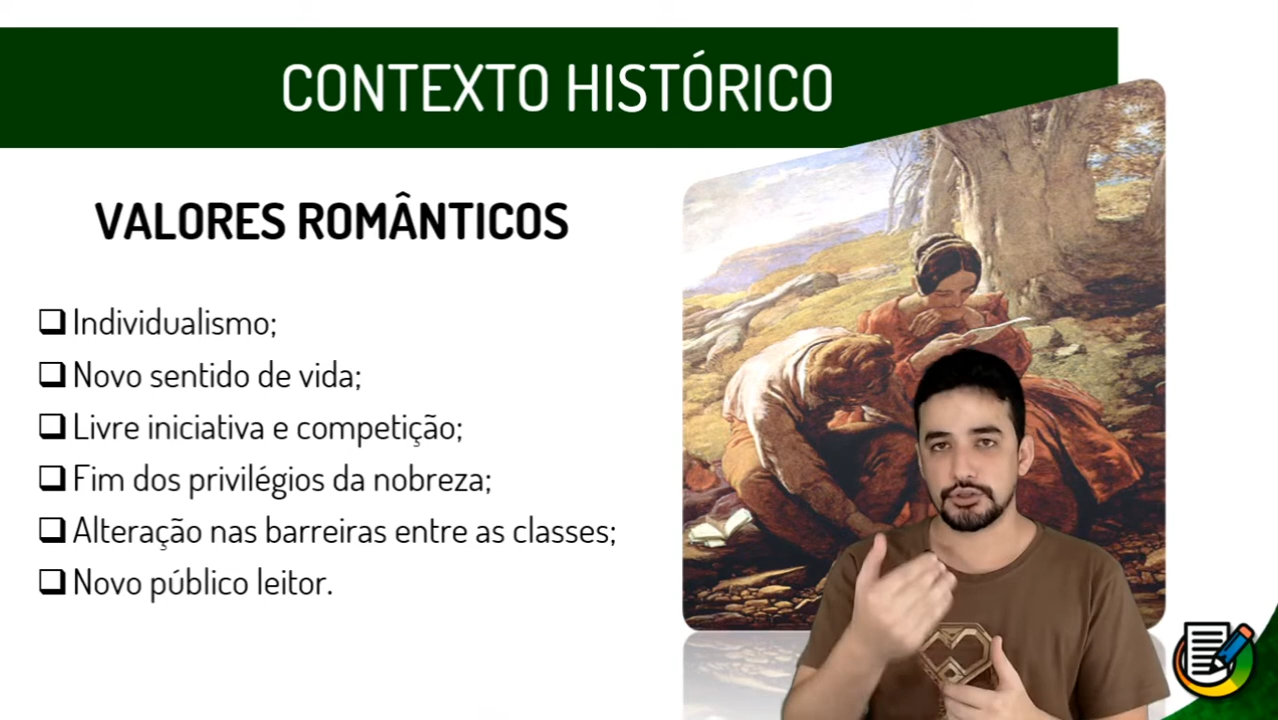 CONTEXTO HISTÓRICO
VALORES ROMÂNTICOS
Individualismo;
Novo sentido de vida;
Livre iniciativa e competição;
Fim dos privilégios da nobreza;
Alteração nas barreiras entre as classes;
Novo público leitor.